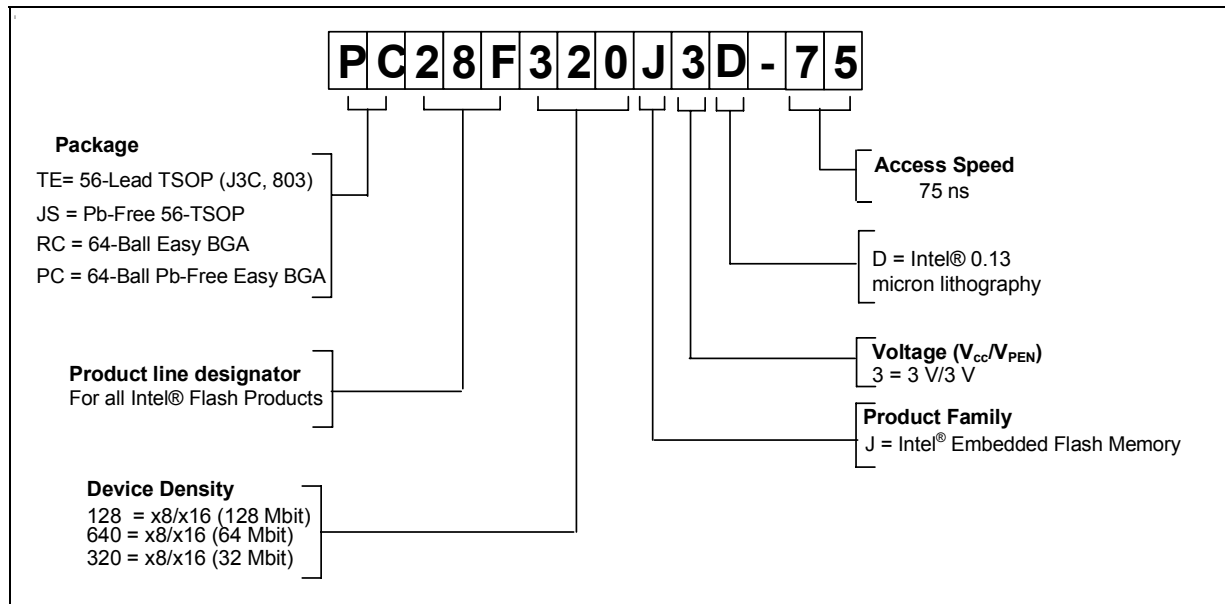 PC28F320J3D-75
Package
TE= 56-Lead TSOP (J3C, 803)
JS = Pb-Free 56-TSOP
RC = 64-Ball Easy BGA
PC = 64-Ball Pb-Free Easy BGA
Product line designator
For all Intel® Flash Products
Device Density
128 = x8/x16 (128 Mbit)
640 = x8/x16 (64 Mbit)
320 = x8/x16 (32 Mbit)
Access Speed
75 ns
D = Intel® 0.13
micron lithography
Voltage (Vcc/VPEN)
3 = 3 V/3 V
Product Family
J = Intel® Embedded Flash Memory